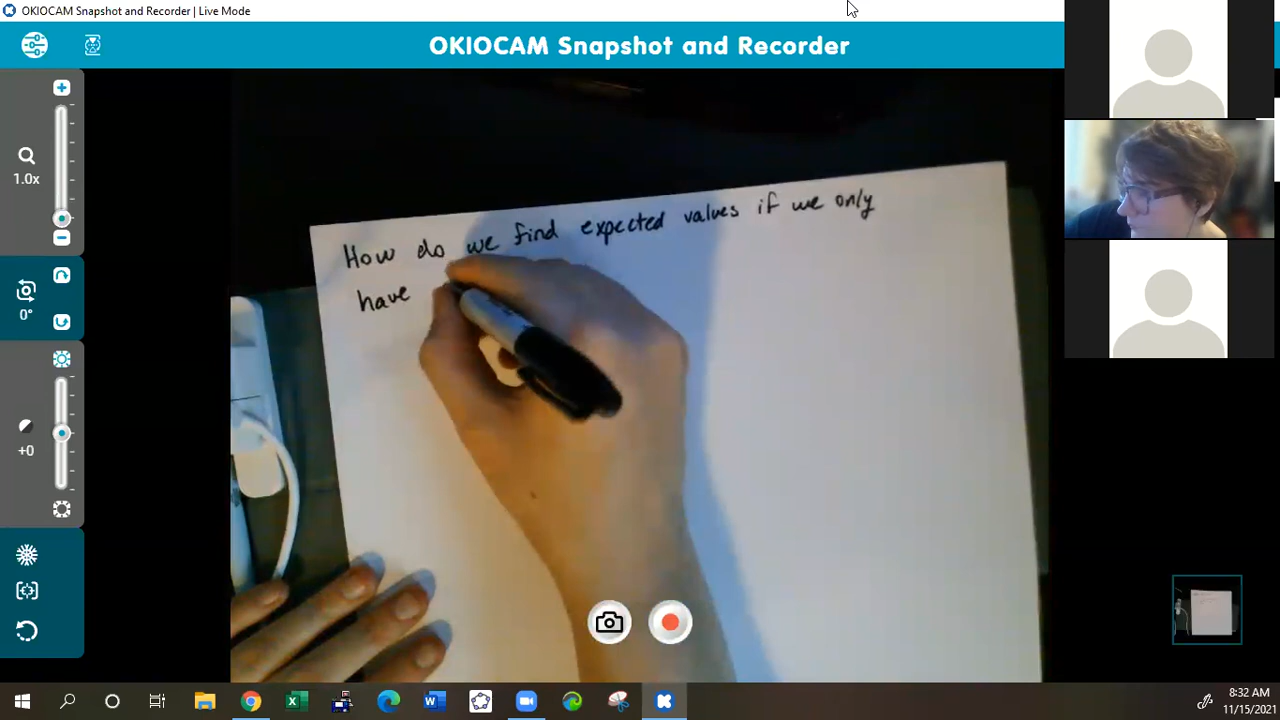 OKIOCAM Snapshot and Recorder | Live Mode
OKIOCAM Snapshot and Recorder
1.0x
0°
+0
How do we find expected values if we only
have
8:32 AM
11/15/2021